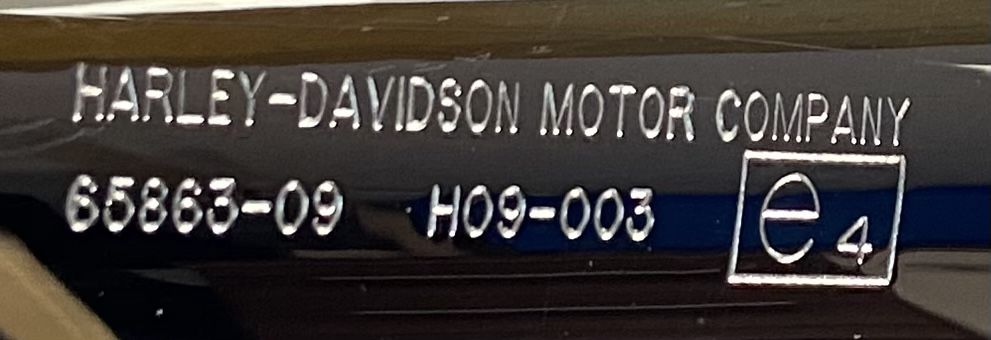 HARLEY-DAVIDSON MOTOR COMPANY
65863-09 H09-003 e4